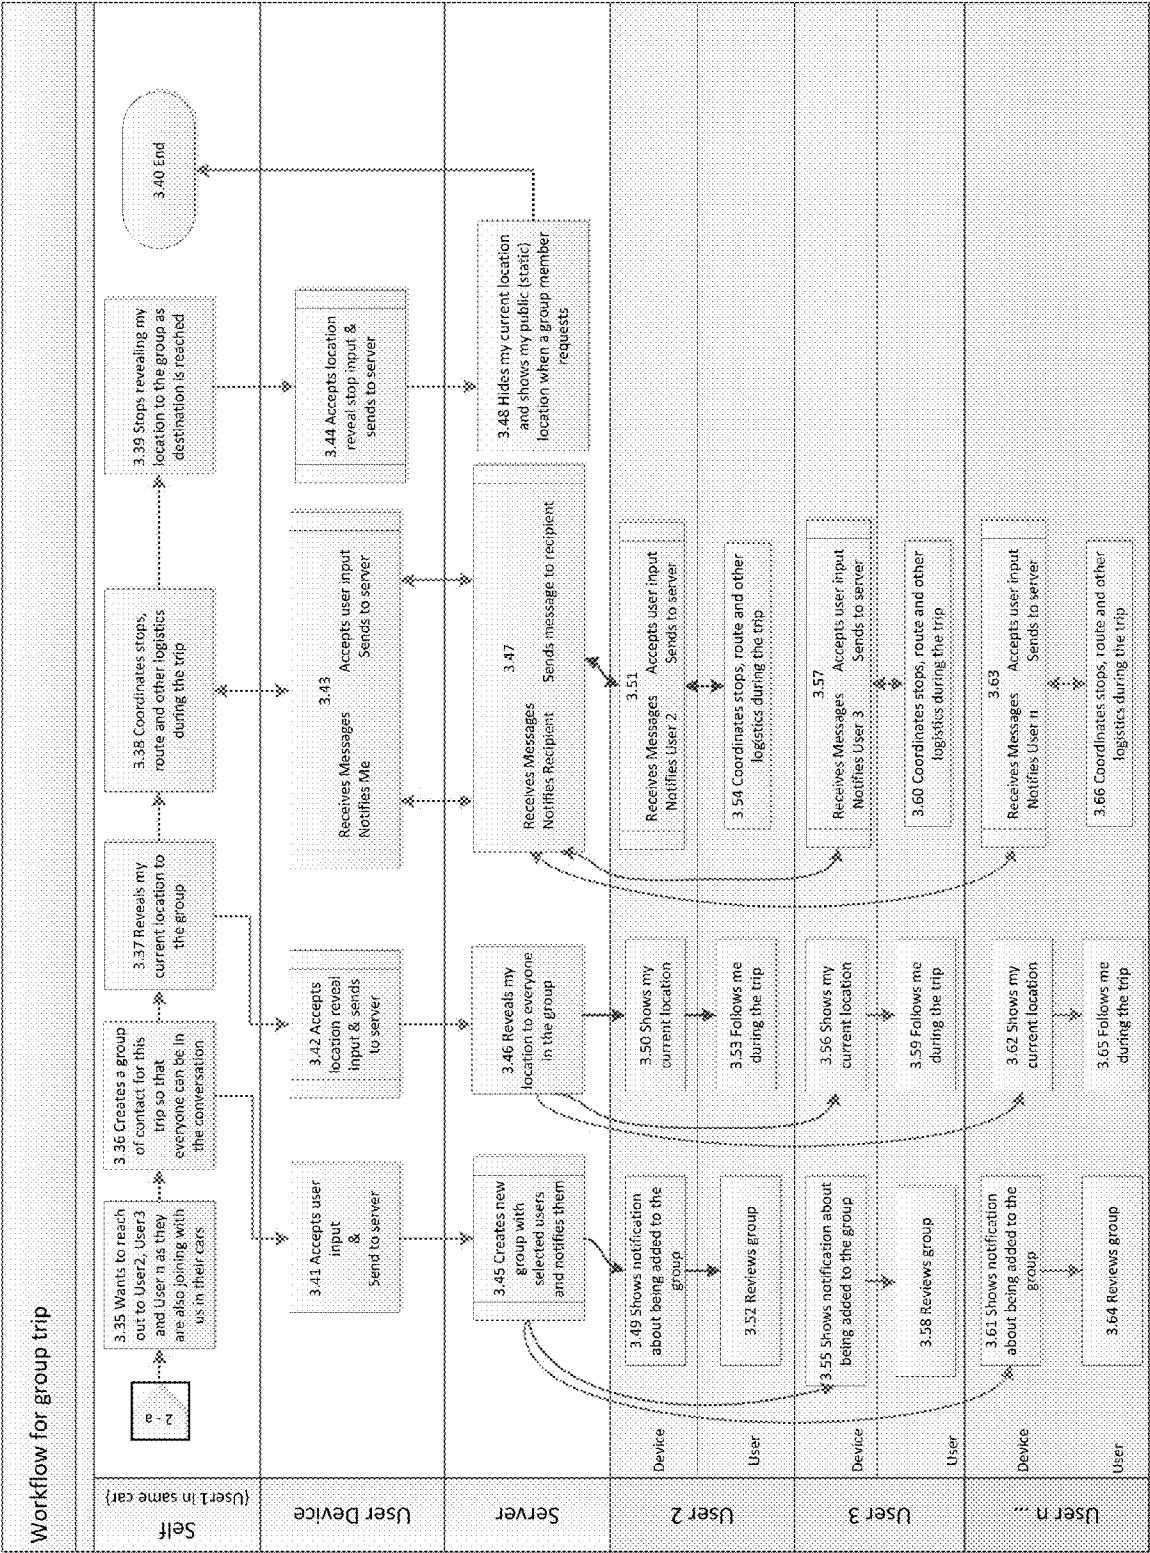 Workflow for group trip
Self
(User1 in same car)
2 - a
3.35 Wants to reach
out to User2, User3
and User n as they
are also joining with
us in their cars
3.36 Creates a group
of contact for this
trip so that
everyone can be in
the conversation
3.37 Reveals my
current location to
the group
3.38 Coordinates stops,
route and other logistics
during the trip
3.39 Stops revealing my
location to the group as
destination is reached
3.40 End
User Device
3.41 Accepts user
input
&
Send to server
3.42 Accepts
location reveal
input & sends
to server
3.43
Receives Messages
Notifies Me
Accepts user input
Sends to server
3.44 Accepts location
reveal stop input &
sends to server
Server
3.45 Creates new
group with
selected users
and notifies them
3.46 Reveals my
location to everyone
in the group
3.47
Receives Messages
Notifies Recipient
Sends message to recipient
3.48 Hides my current location
and shows my public (static)
location when a group member
requests
User 2
Device
3.49 Shows notification
about being added to the
group
3.50 Shows my
current location
3.51
Receives Messages
Notifies User 2
Accepts user input
Sends to server
User
3.52 Reviews group
3.53 Follows me
during the trip
3.54 Coordinates stops, route and other
logistics during the trip
User 3
Device
3.55 Shows notification about
being added to the group
3.56 Shows my
current location
3.57
Receives Messages
Notifies User 3
Accepts user input
Sends to server
User
3.58 Reviews group
3.59 Follows me
during the trip
3.60 Coordinates stops, route and other
logistics during the trip
User n ...
Device
3.61 Shows notification
about being added to the
group
3.62 Shows my
current location
3.63
Receives Messages
Notifies User n
Accepts user input
Sends to server
User
3.64 Reviews group
3.65 Follows me
during the trip
3.66 Coordinates stops, route and other
logistics during the trip